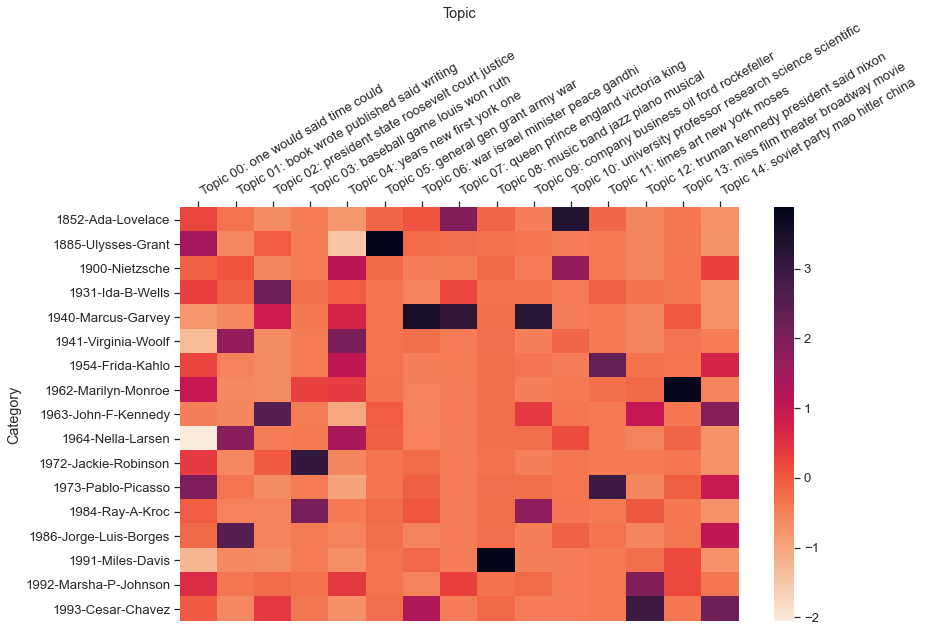 Topic
Topic 00: one would said time could
Topic 01: book wrote published said writing
Topic 02: president state roosevelt court justice
Topic 03: baseball game louis won ruth
Topic 04: years new first york one
Topic 05: general gen grant army war
Topic 06: war israel minister peace gandhi
Topic 07: queen prince england victoria king
Topic 08: music band jazz piano musical
Topic 09: company business oil ford rockefeller
Topic 10: university professor research science scientific
Topic 11: times art new york moses
Topic 12: truman kennedy president said nixon
Topic 13: miss film theater broadway movie
Topic 14: soviet party mao hitler china
Category
1852-Ada-Lovelace
1885-Ulysses-Grant
1900-Nietzsche
1931-Ida-B-Wells
1940-Marcus-Garvey
1941-Virginia-Woolf
1954-Frida-Kahlo
1962-Marilyn-Monroe
1963-John-F-Kennedy
1964-Nella-Larsen
1972-Jackie-Robinson
1973-Pablo-Picasso
1984-Ray-A-Kroc
1986-Jorge-Luis-Borges
1991-Miles-Davis
1992-Marsha-P-Johnson
1993-Cesar-Chavez
3
2
1
0
−1
−2